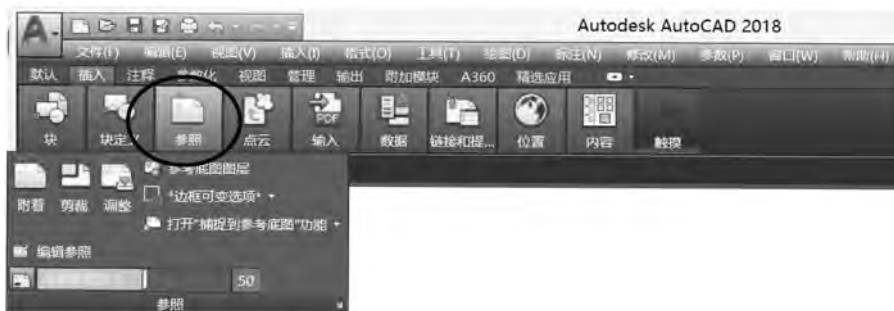 Autodesk AutoCAD 2018
文件(F) 编辑(E) 视图(V) 插入(I) 格式(O) 工具(T) 绘图(D) 标注(N) 修改(M) 参数(P) 窗口(W) 帮助(H)
默认 插入 注释 参数化 视图 管理 输出 附加模块 A360 精选应用
PDF
块 块定义 参照 点云 输入 数据 链接和提... 位置 内容 触摸
参考底图图层
*边框可变选项*
附着 剪裁 调整
打开"捕捉到参考底图"功能
编辑参照
50
参照